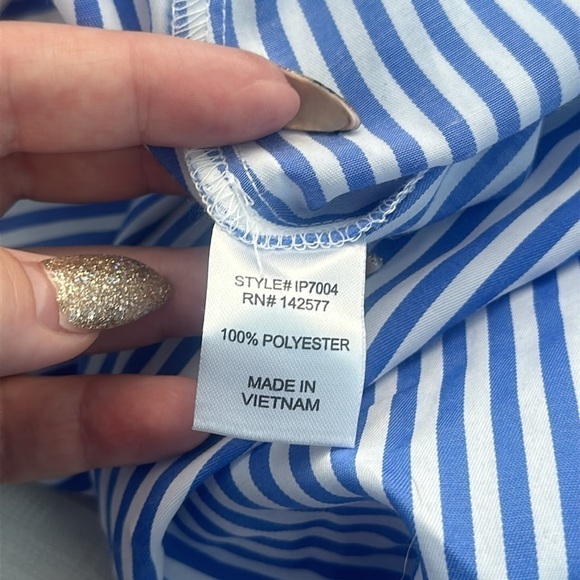 STYLE# IP7004
RN# 142577
100% POLYESTER
MADE IN
VIETNAM